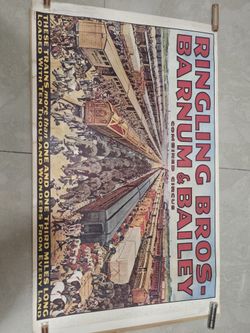 RINGLING BROS-
BARNUM & BAILEY
COMBINED CIRCUS
THESE TRAINS MORE THAN ONE AND ONE THIRD MILES LONG
LOADED WITH TEN THOUSAND WONDERS FROM EVERY LAND